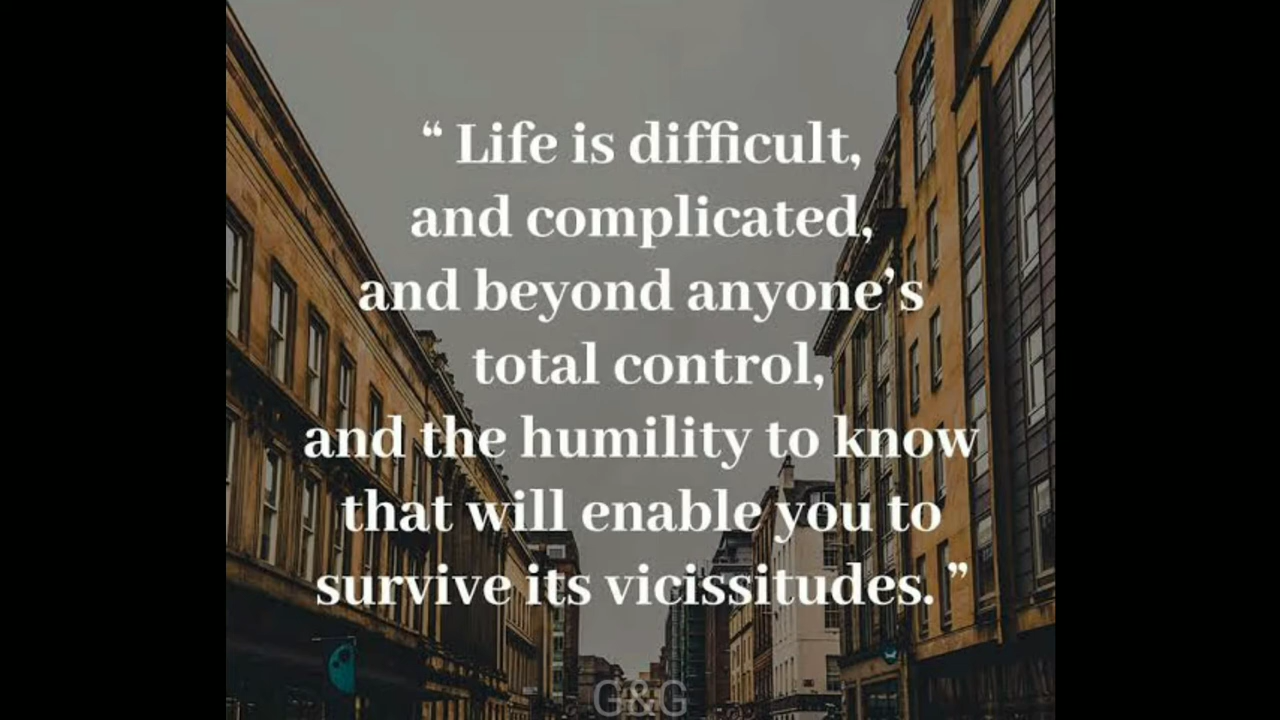 “ Life is difficult,
and complicated,
and beyond anyone’s
total control,
and the humility to know
that will enable you to
survive its vicissitudes. ”
G&G